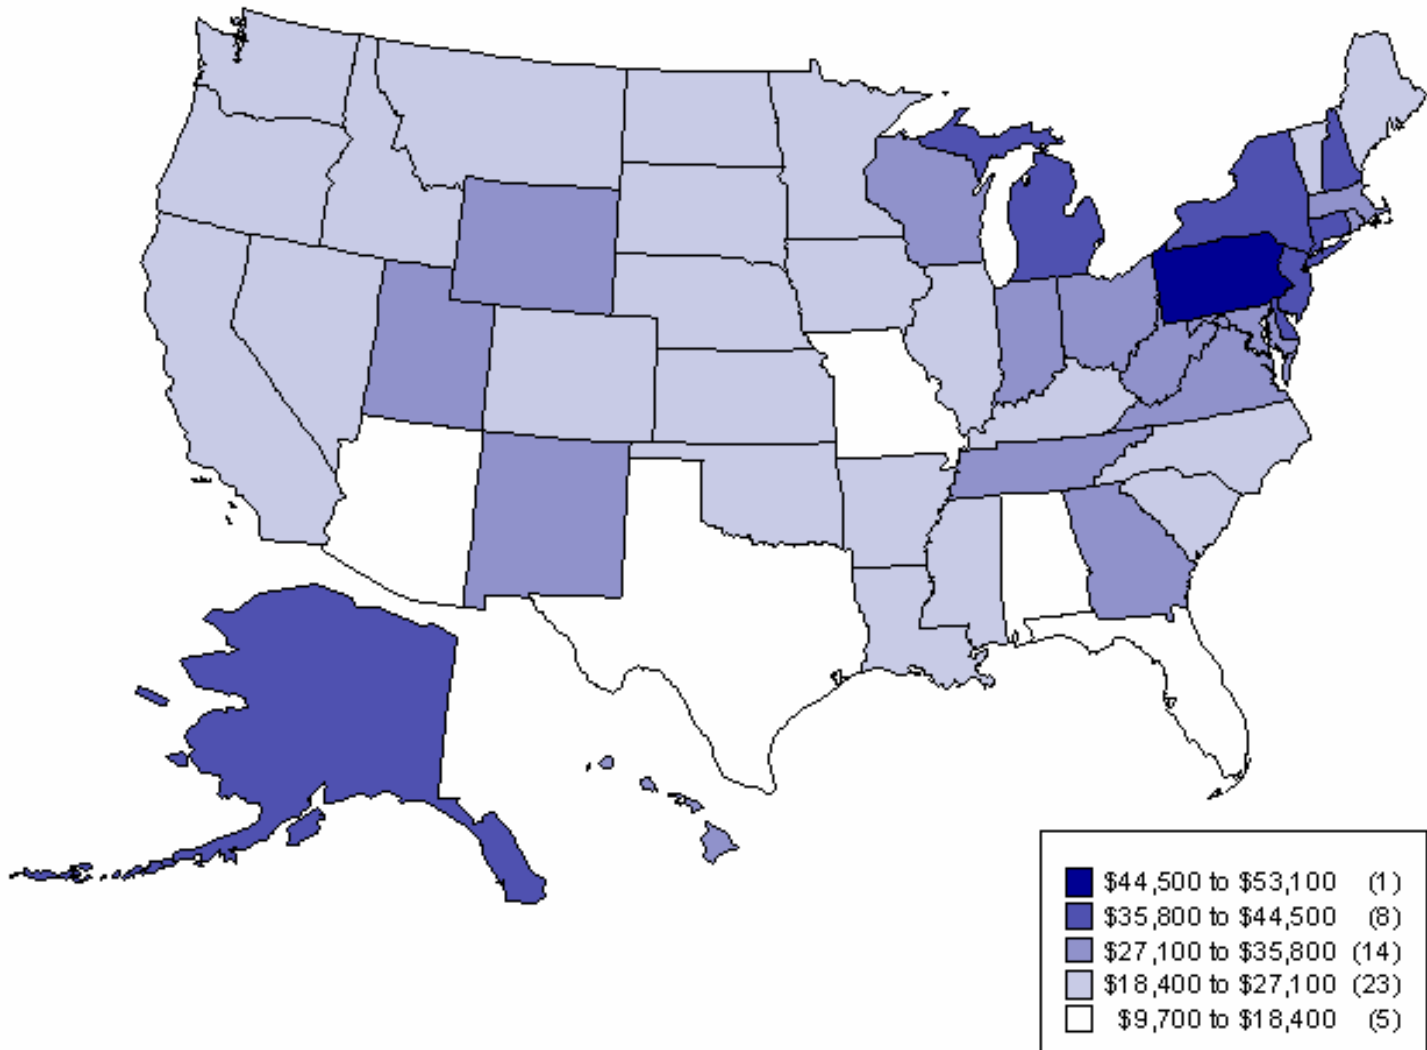 $44,500 to $53,100 (1)
$35,800 to $44,500 (8)
$27,100 to $35,800 (14)
$18,400 to $27,100 (23)
$9,700 to $18,400 (5)